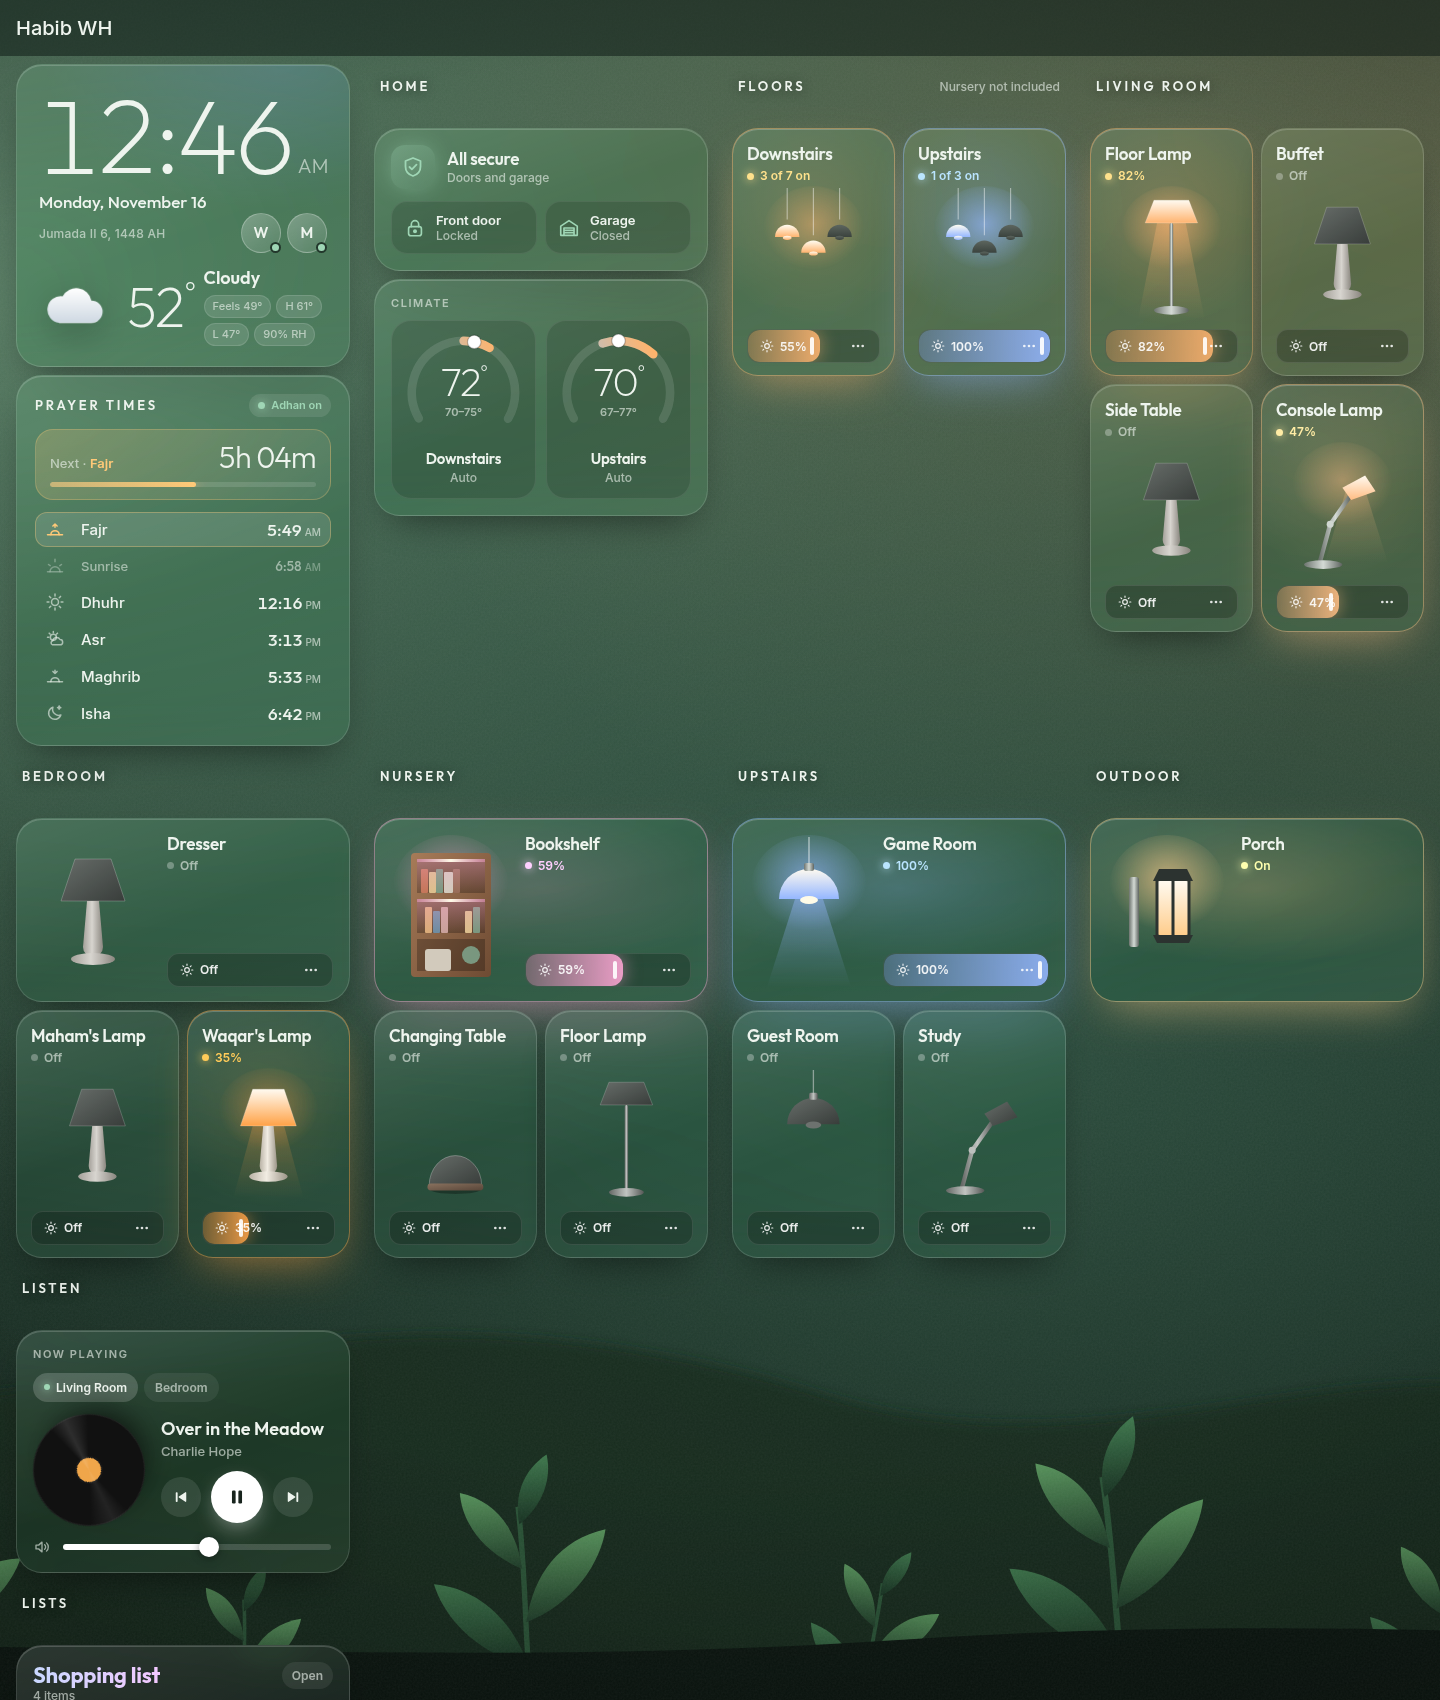 Habib WH
12:46 AM
Monday, November 16
Jumada II 6, 1448 AH
W
M
52°
Cloudy
Feels 49°
H 61°
L 47°
90% RH
PRAYER TIMES
Adhan on
Next · Fajr
5h 04m
Fajr
5:49 AM
Sunrise
6:58 AM
Dhuhr
12:16 PM
Asr
3:13 PM
Maghrib
5:33 PM
Isha
6:42 PM
HOME
All secure
Doors and garage
Front door
Locked
Garage
Closed
CLIMATE
72°
70–75°
Downstairs
Auto
70°
67–77°
Upstairs
Auto
FLOORS
Nursery not included
Downstairs
3 of 7 on
55%
Upstairs
1 of 3 on
100%
LIVING ROOM
Floor Lamp
82%
82%
Buffet
Off
Off
Side Table
Off
Off
Console Lamp
47%
47%
BEDROOM
Dresser
Off
Off
Maham's Lamp
Off
Off
Waqar's Lamp
35%
35%
NURSERY
Bookshelf
59%
59%
Changing Table
Off
Off
Floor Lamp
Off
Off
UPSTAIRS
Game Room
100%
100%
Guest Room
Off
Off
Study
Off
Off
OUTDOOR
Porch
On
LISTEN
NOW PLAYING
Living Room
Bedroom
Over in the Meadow
Charlie Hope
LISTS
Shopping list
Open
4 items